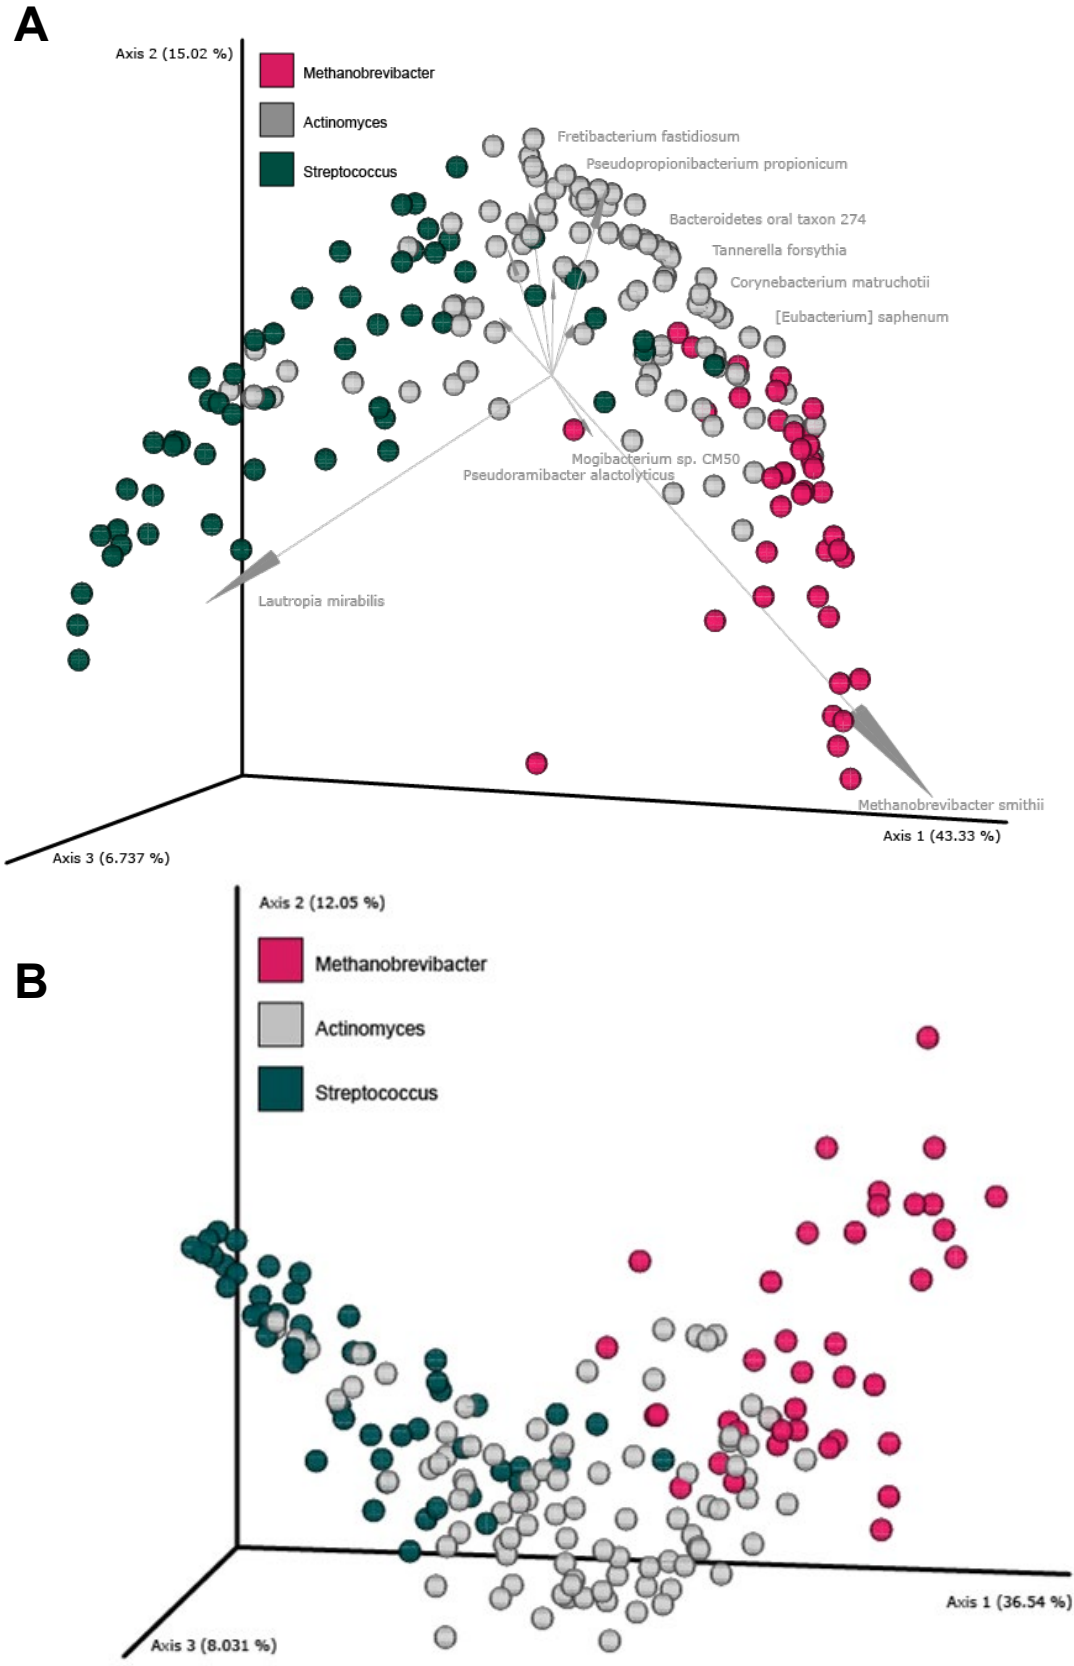 A
Axis 2 (15.02 %)
Methanobrevibacter
Actinomyces
Streptococcus
Fretibacterium fastidiosum
Pseudopropionibacterium propionicum
Bacteroidetes oral taxon 274
Tannerella forsythia
Corynebacterium matruchotii
[Eubacterium] saphenum
Mogibacterium sp. CM50
Pseudoramibacter alactolyticus
Lautropia mirabilis
Methanobrevibacter smithii
Axis 1 (43.33 %)
Axis 3 (6.737 %)
Axis 2 (12.05 %)
B
Methanobrevibacter
Actinomyces
Streptococcus
Axis 1 (36.54 %)
Axis 3 (8.031 %)